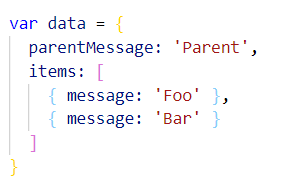 var data = {
  parentMessage: 'Parent',
  items: [
    { message: 'Foo' },
    { message: 'Bar' }
  ]
}